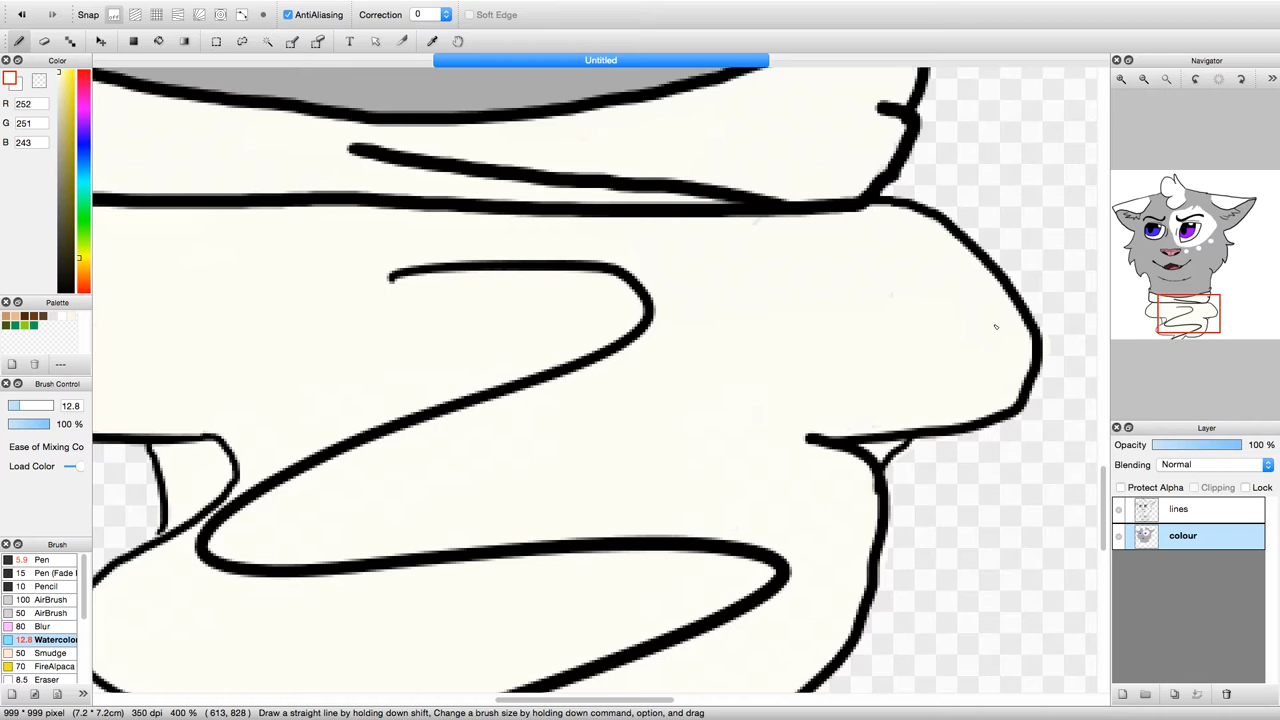 Snap AntiAliasing Correction 0 Soft Edge
Untitled
Color
R 252
G 251
B 243
Palette
---
Brush Control
12.8
100 %
Ease of Mixing Co
Load Color
Brush
5.9 Pen
15 Pen (Fade
10 Pencil
100 AirBrush
50 AirBrush
80 Blur
12.8 Watercolo
50 Smudge
70 FireAlpaca
8.5 Eraser
Navigator
Layer
Opacity 100 %
Blending Normal
Protect Alpha Clipping Lock
lines
colour
999 * 999 pixel (7.2 * 7.2cm) 350 dpi 400 % ( 613, 828 ) Draw a straight line by holding down shift, Change a brush size by holding down command, option, and drag